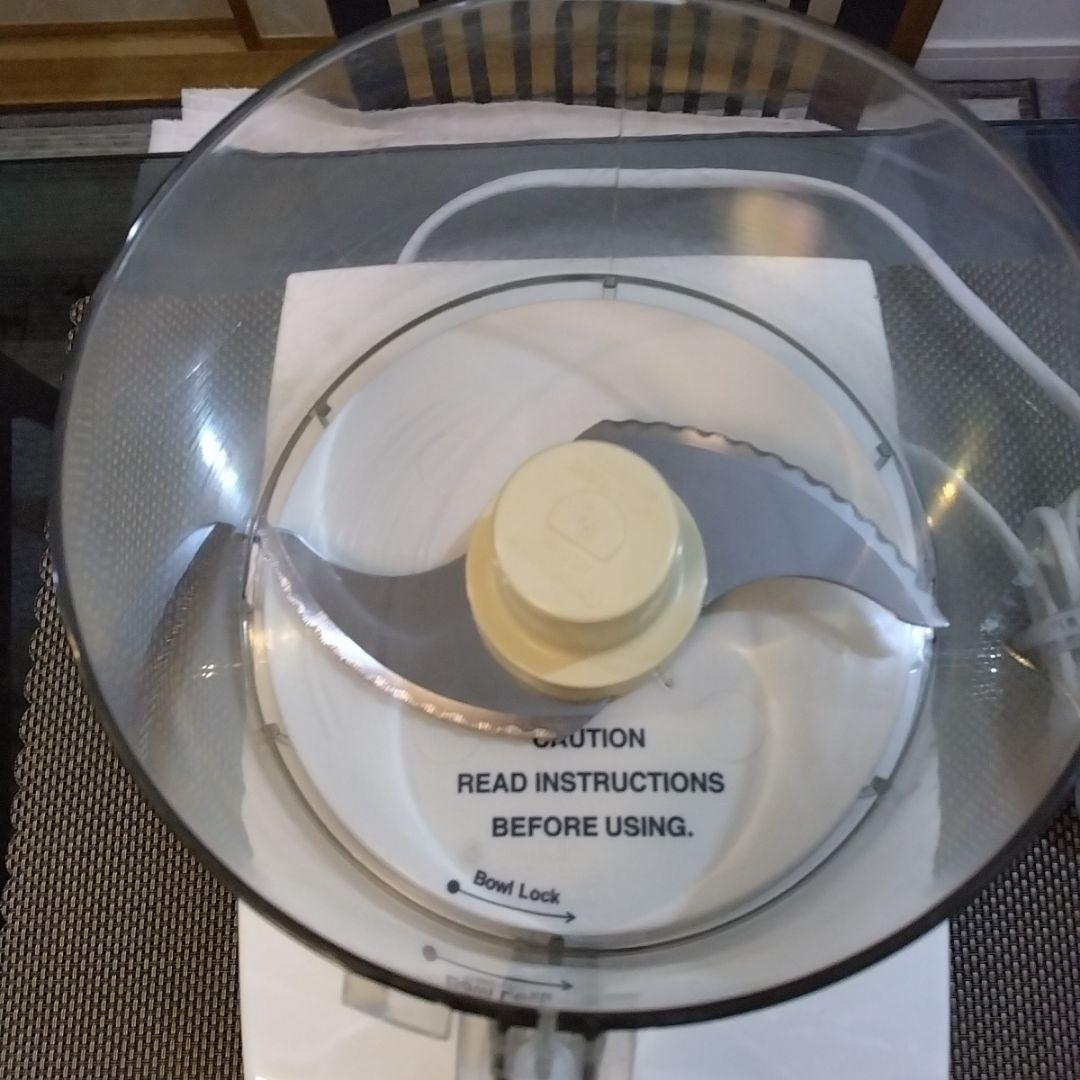 CAUTION
READ INSTRUCTIONS
BEFORE USING.
Bowl Lock